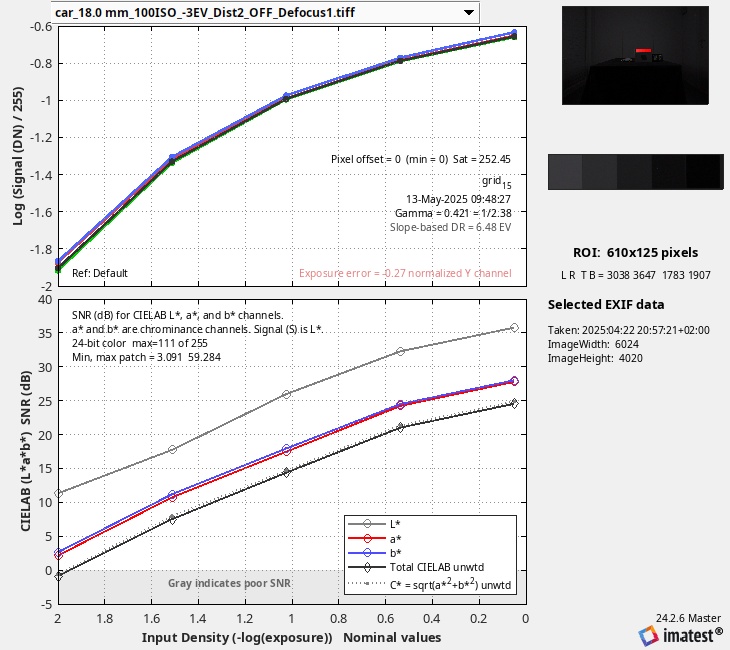 car_18.0 mm_100ISO_-3EV_Dist2_OFF_Defocus1.tiff
-0.6
-0.8
-1
-1.2
-1.4
-1.6
-1.8
-2
Log (Signal (DN) / 255)
Pixel offset = 0 (min = 0) Sat = 252.45
grid15
13-May-2025 09:48:27
Gamma = 0.421 = 1/2.38
Slope-based DR = 6.48 EV
Ref: Default
Exposure error = -0.27 normalized Y channel
ROI: 610x125 pixels
L R T B = 3038 3647 1783 1907
Selected EXIF data
Taken: 2025:04:22 20:57:21+02:00
ImageWidth: 6024
ImageHeight: 4020
40
35
30
25
20
15
10
5
0
-5
CIELAB (L*a*b*) SNR (dB)
SNR (dB) for CIELAB L*, a*, and b* channels.
a* and b* are chrominance channels. Signal (S) is L*.
24-bit color max=111 of 255
Min, max patch = 3.091 59.284
L*
a*
b*
Total CIELAB unwtd
C* = sqrt(a*2+b*2) unwtd
Gray indicates poor SNR
2 1.8 1.6 1.4 1.2 1 0.8 0.6 0.4 0.2 0
Input Density (-log(exposure)) Nominal values
24.2.6 Master
imatest®